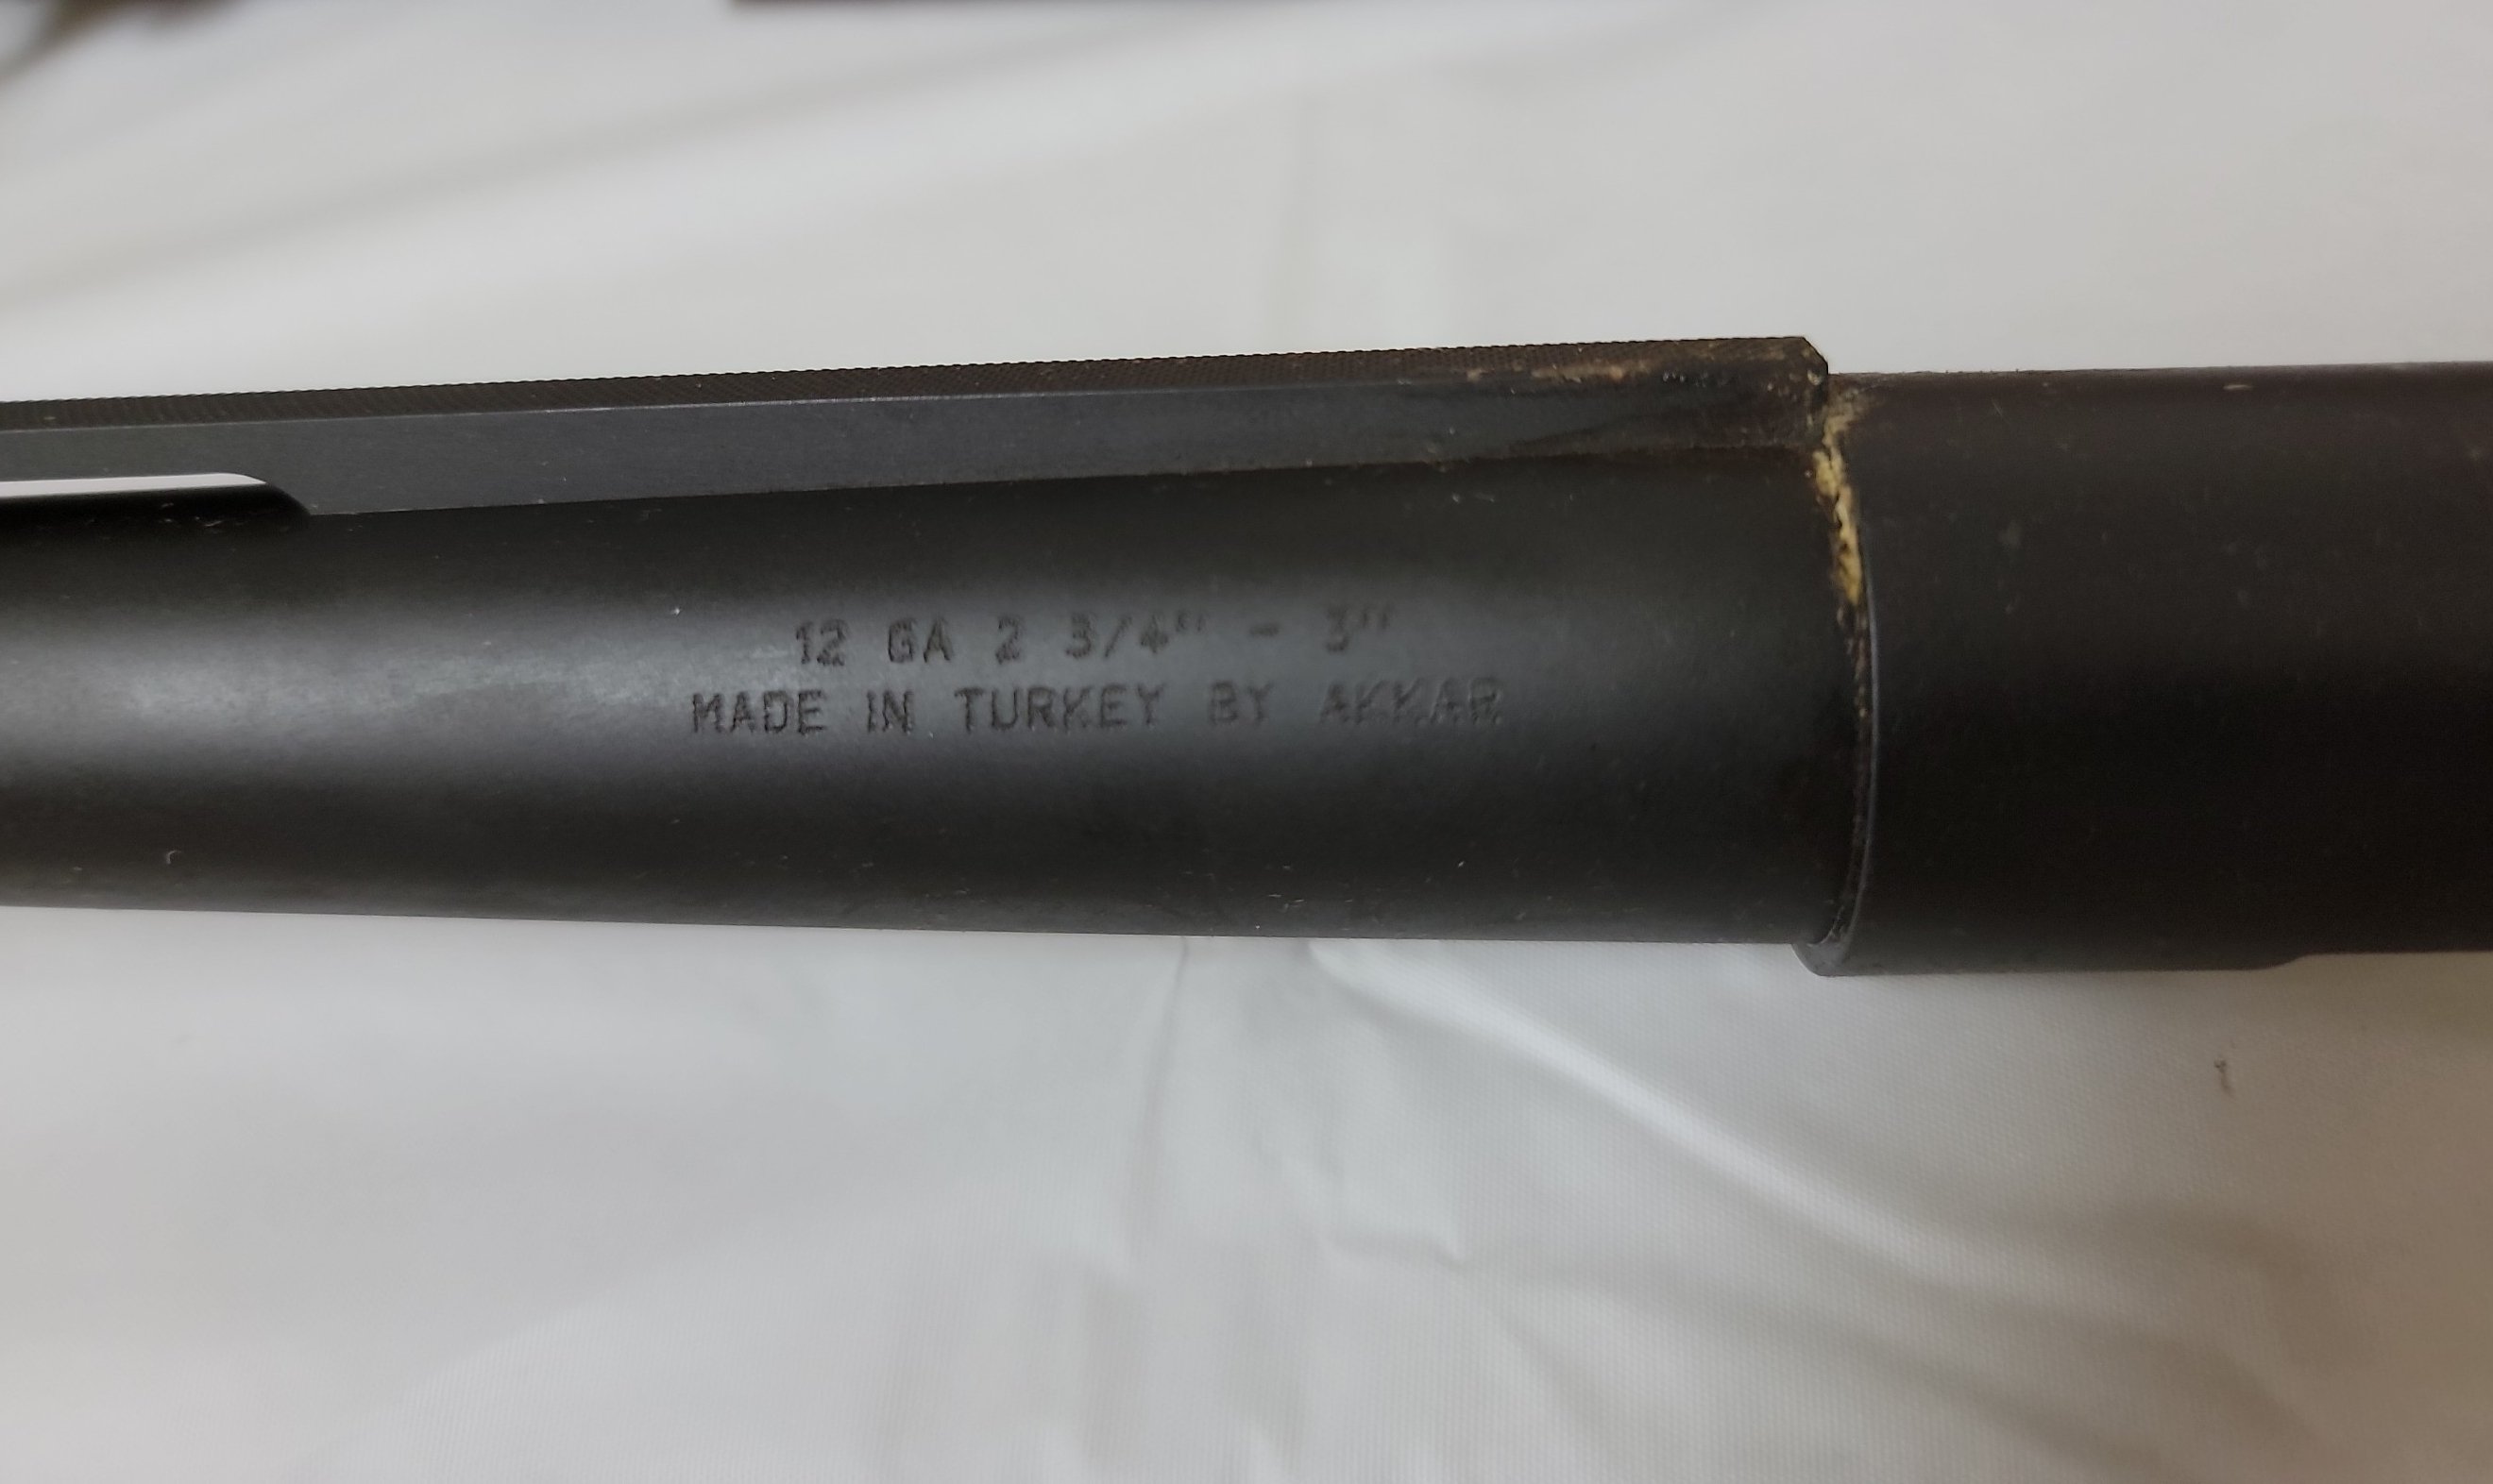 12 GA 2 3/4" - 3"
MADE IN TURKEY BY AKKAR